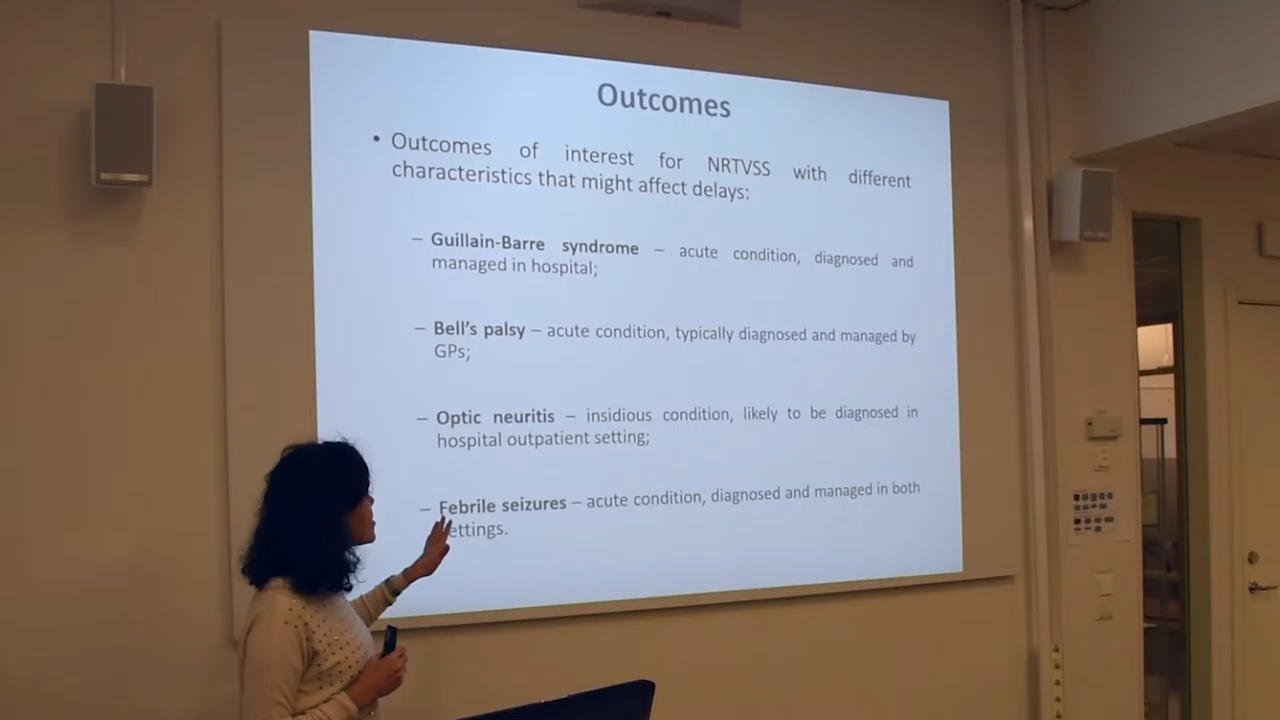 Outcomes
• Outcomes of interest for NRTVSS with different
characteristics that might affect delays:
– Guillain-Barre syndrome – acute condition, diagnosed and
managed in hospital;
– Bell's palsy – acute condition, typically diagnosed and managed by
GPs;
– Optic neuritis – insidious condition, likely to be diagnosed in
hospital outpatient setting;
– Febrile seizures – acute condition, diagnosed and managed in both
ettings.